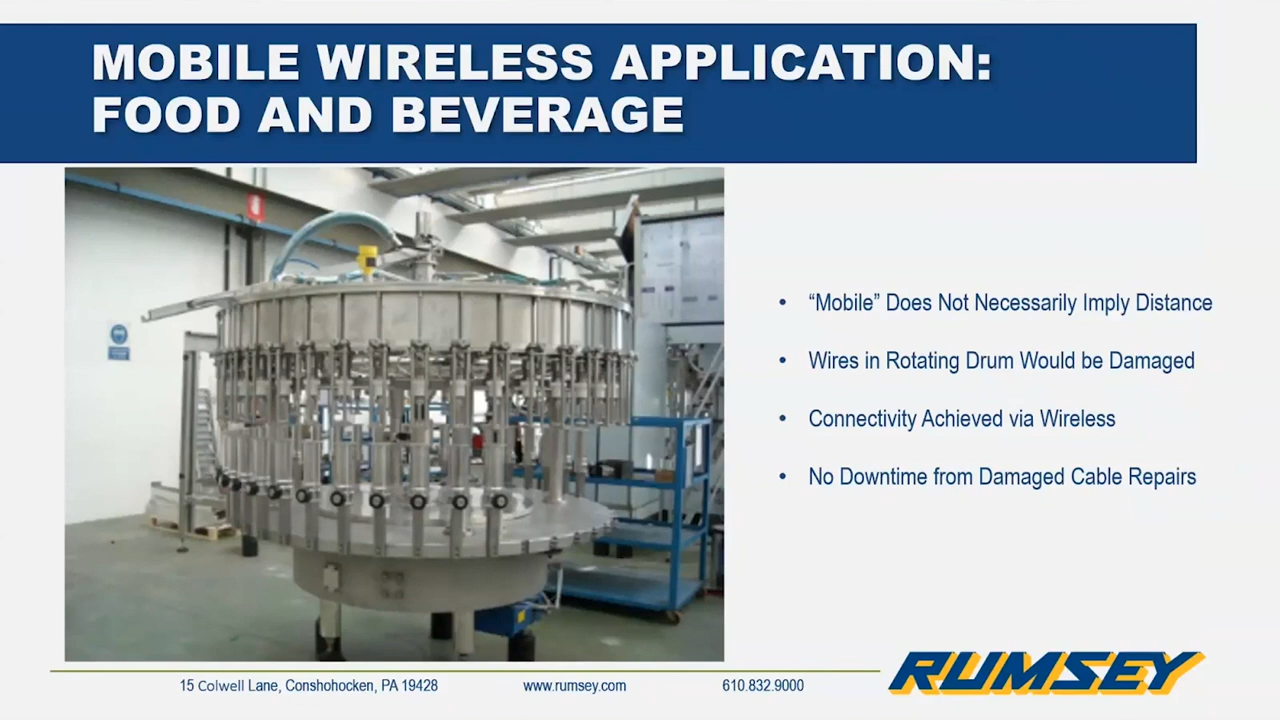 MOBILE WIRELESS APPLICATION:
FOOD AND BEVERAGE
• “Mobile” Does Not Necessarily Imply Distance
• Wires in Rotating Drum Would be Damaged
• Connectivity Achieved via Wireless
• No Downtime from Damaged Cable Repairs
15 Colwell Lane, Conshohocken, PA 19428 www.rumsey.com 610.832.9000
RUMSEY